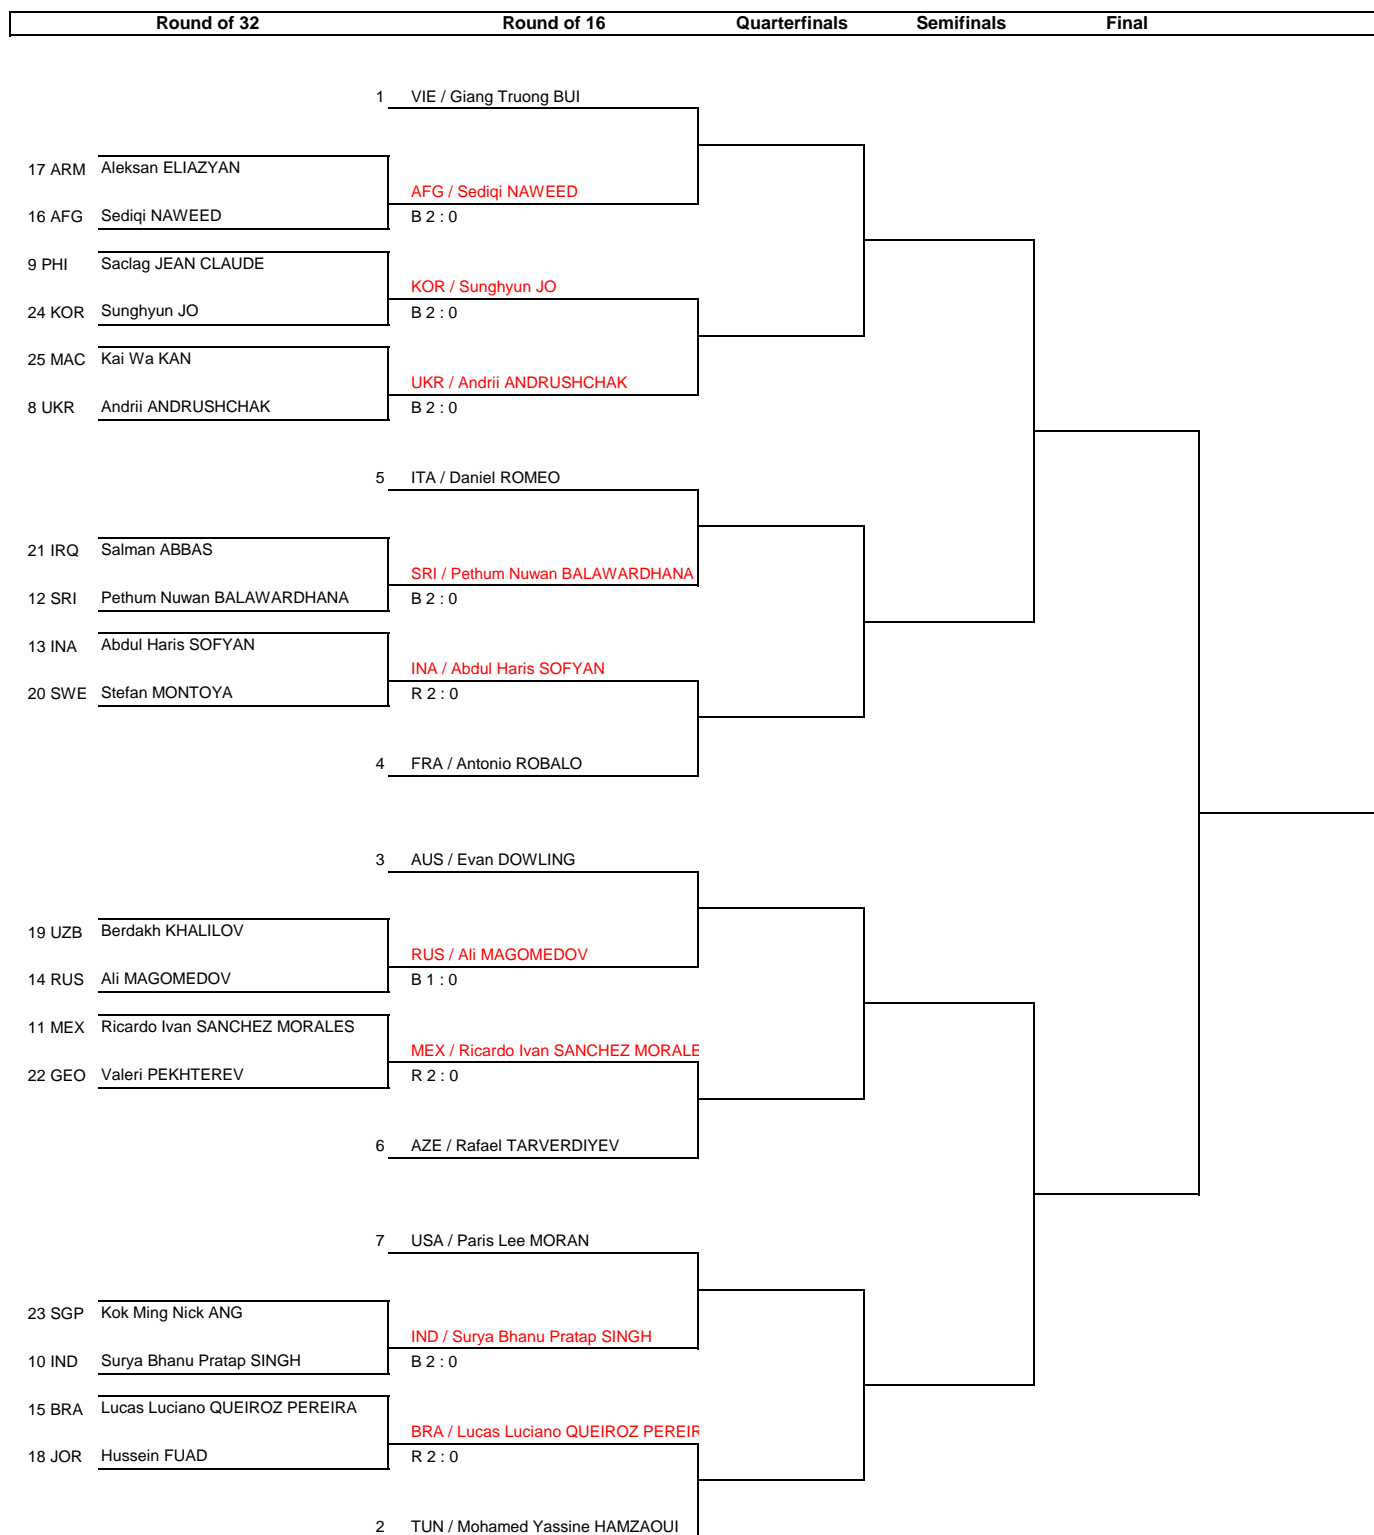 Round of 32 Round of 16 Quarterfinals Semifinals Final
1 VIE / Giang Truong BUI
17 ARM Aleksan ELIAZYAN
AFG / Sediqi NAWEED
16 AFG Sediqi NAWEED B 2 : 0
9 PHI Saclag JEAN CLAUDE
KOR / Sunghyun JO
24 KOR Sunghyun JO B 2 : 0
25 MAC Kai Wa KAN
UKR / Andrii ANDRUSHCHAK
8 UKR Andrii ANDRUSHCHAK B 2 : 0
5 ITA / Daniel ROMEO
21 IRQ Salman ABBAS
SRI / Pethum Nuwan BALAWARDHANA
12 SRI Pethum Nuwan BALAWARDHANA B 2 : 0
13 INA Abdul Haris SOFYAN
INA / Abdul Haris SOFYAN
20 SWE Stefan MONTOYA R 2 : 0
4 FRA / Antonio ROBALO
3 AUS / Evan DOWLING
19 UZB Berdakh KHALILOV
RUS / Ali MAGOMEDOV
14 RUS Ali MAGOMEDOV B 1 : 0
11 MEX Ricardo Ivan SANCHEZ MORALES
MEX / Ricardo Ivan SANCHEZ MORALE
22 GEO Valeri PEKHTEREV R 2 : 0
6 AZE / Rafael TARVERDIYEV
7 USA / Paris Lee MORAN
23 SGP Kok Ming Nick ANG
IND / Surya Bhanu Pratap SINGH
10 IND Surya Bhanu Pratap SINGH B 2 : 0
15 BRA Lucas Luciano QUEIROZ PEREIRA
BRA / Lucas Luciano QUEIROZ PEREIR
18 JOR Hussein FUAD R 2 : 0
2 TUN / Mohamed Yassine HAMZAOUI